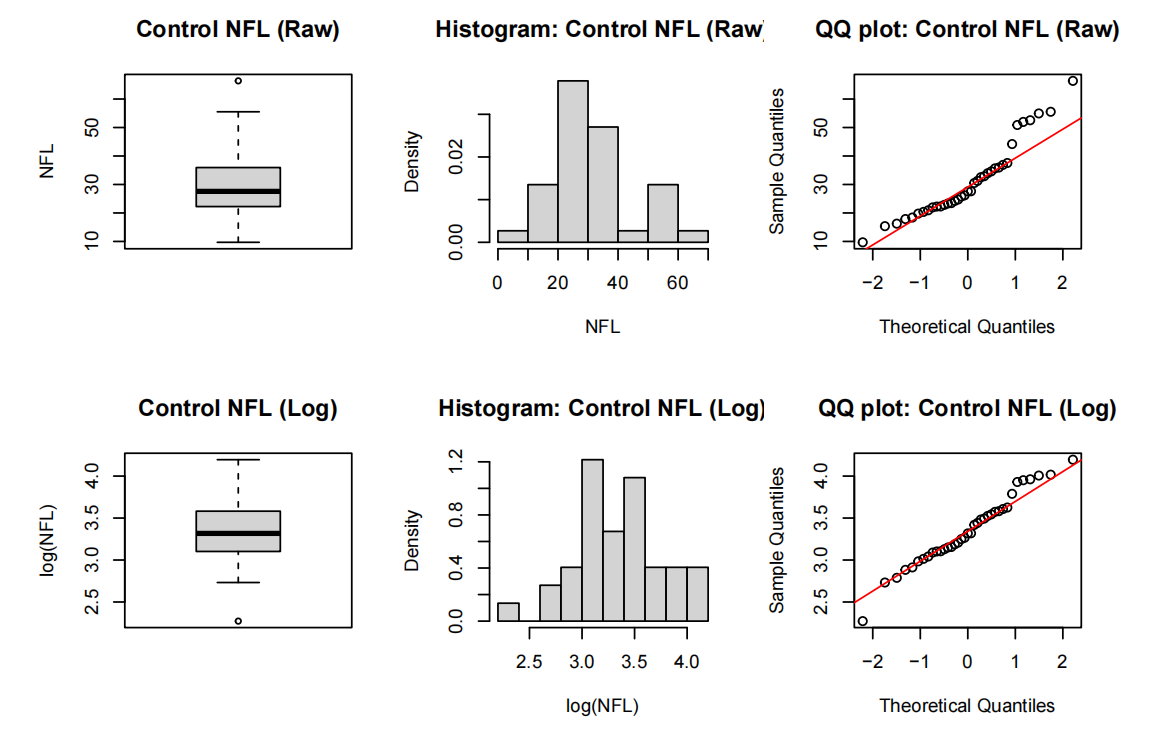 Control NFL (Raw)
NFL
10 30 50
Histogram: Control NFL (Raw)
Density
0.00 0.02
0 20 40 60
NFL
QQ plot: Control NFL (Raw)
Sample Quantiles
10 30 50
−2 −1 0 1 2
Theoretical Quantiles
Control NFL (Log)
log(NFL)
2.5 3.0 3.5 4.0
Histogram: Control NFL (Log)
Density
0.0 0.4 0.8 1.2
2.5 3.0 3.5 4.0
log(NFL)
QQ plot: Control NFL (Log)
Sample Quantiles
2.5 3.0 3.5 4.0
−2 −1 0 1 2
Theoretical Quantiles